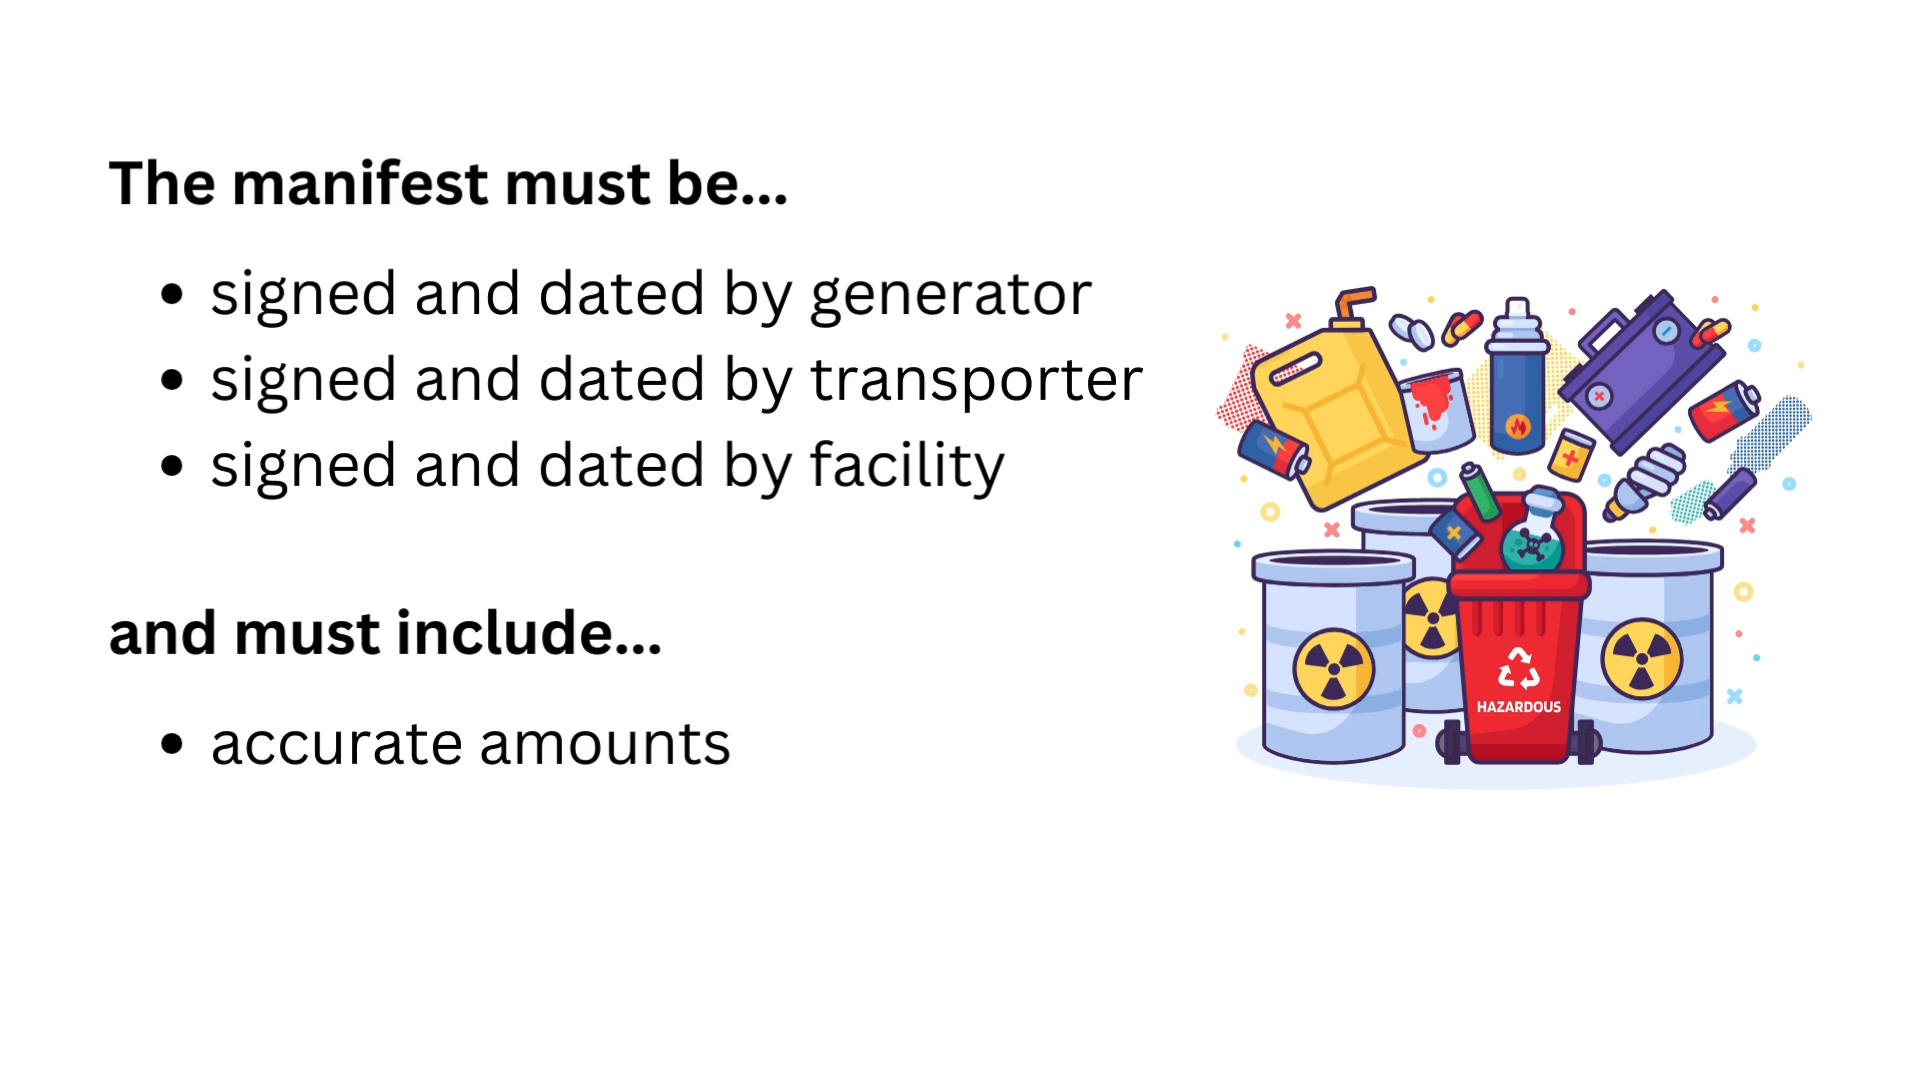 The manifest must be...
• signed and dated by generator
• signed and dated by transporter
• signed and dated by facility
and must include...
• accurate amounts
HAZARDOUS